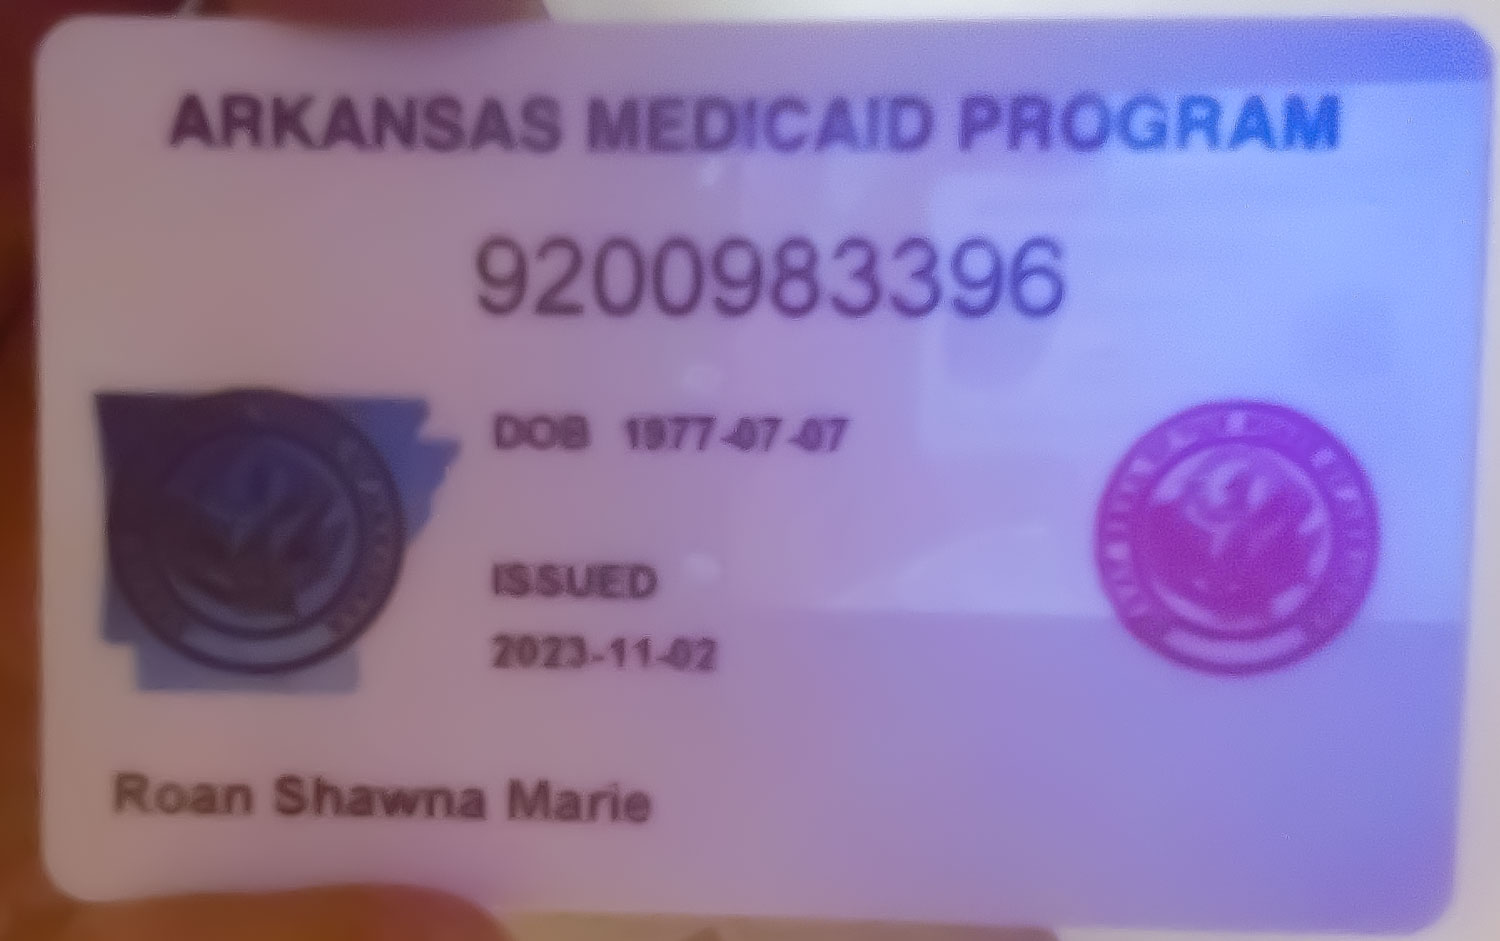 ARKANSAS MEDICAID PROGRAM
9200983396
DOB 1977-07-07
ISSUED
2023-11-02
Roan Shawna Marie